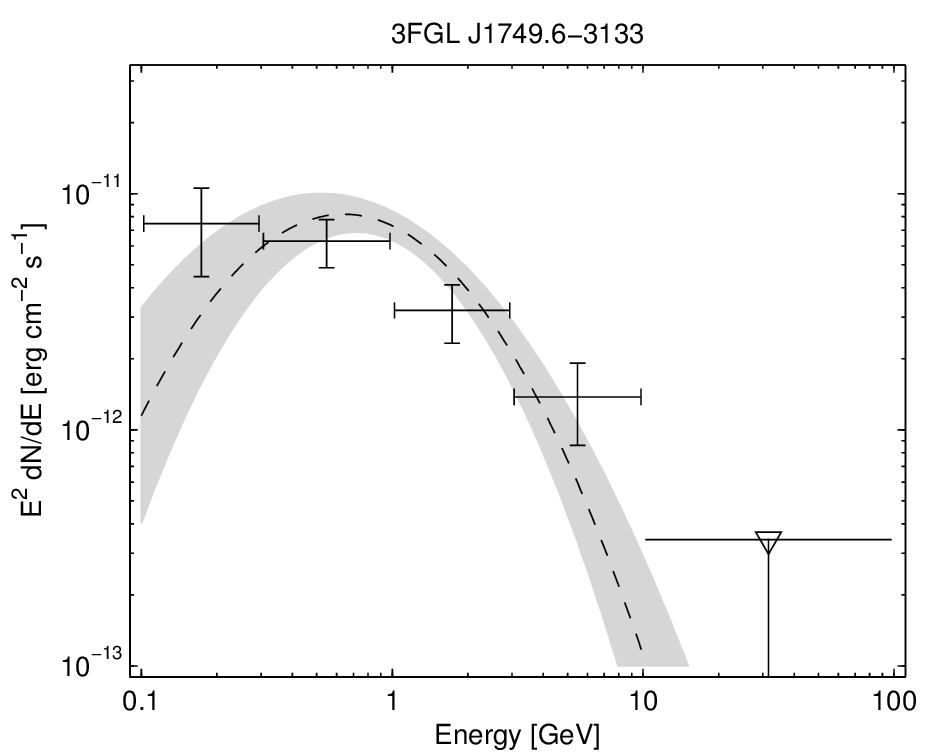 3FGL J1749.6−3133
E² dN/dE [erg cm⁻² s⁻¹]
10⁻¹¹
10⁻¹²
10⁻¹³
0.1 1 10 100
Energy [GeV]